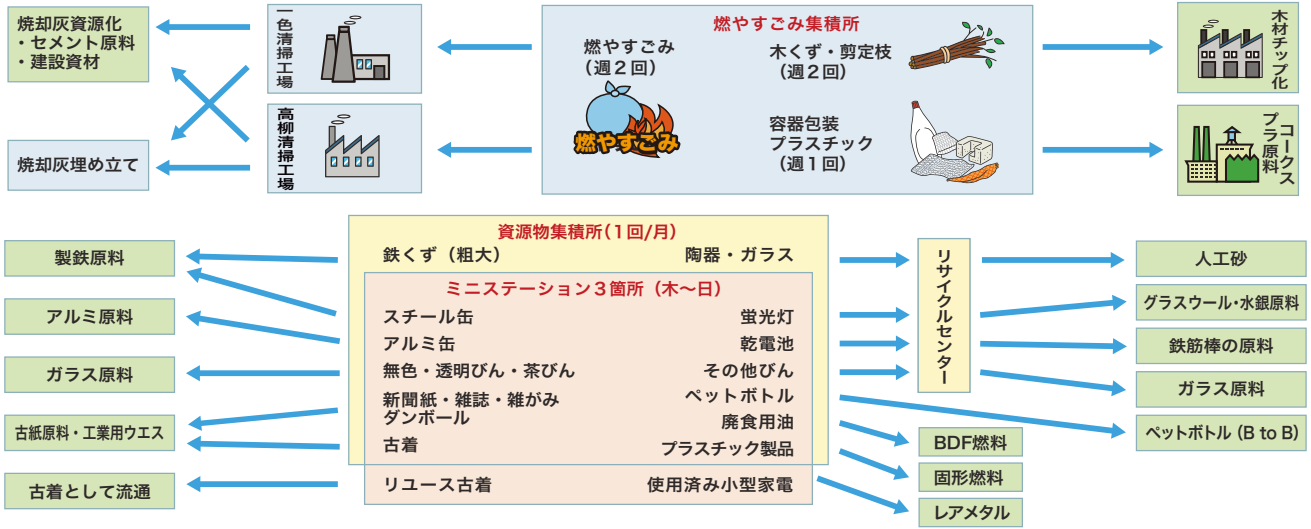 焼却灰資源化
・セメント原料
・建設資材
焼却灰埋め立て
一色清掃工場
高柳清掃工場
燃やすごみ集積所
燃やすごみ
(週２回)
燃やすごみ
木くず・剪定枝
(週２回)
容器包装
プラスチック
(週１回)
木材チップ化
コークス
プラ原料
資源物集積所(１回/月)
鉄くず（粗大）
陶器・ガラス
ミニステーション３箇所（木〜日）
スチール缶
蛍光灯
アルミ缶
乾電池
無色・透明びん・茶びん
その他びん
新聞紙・雑誌・雑がみ
ダンボール
ペットボトル
廃食用油
古着
プラスチック製品
リユース古着
使用済み小型家電
製鉄原料
アルミ原料
ガラス原料
古紙原料・工業用ウエス
古着として流通
リサイクルセンター
人工砂
グラスウール・水銀原料
鉄筋棒の原料
ガラス原料
ペットボトル (B to B)
BDF燃料
固形燃料
レアメタル